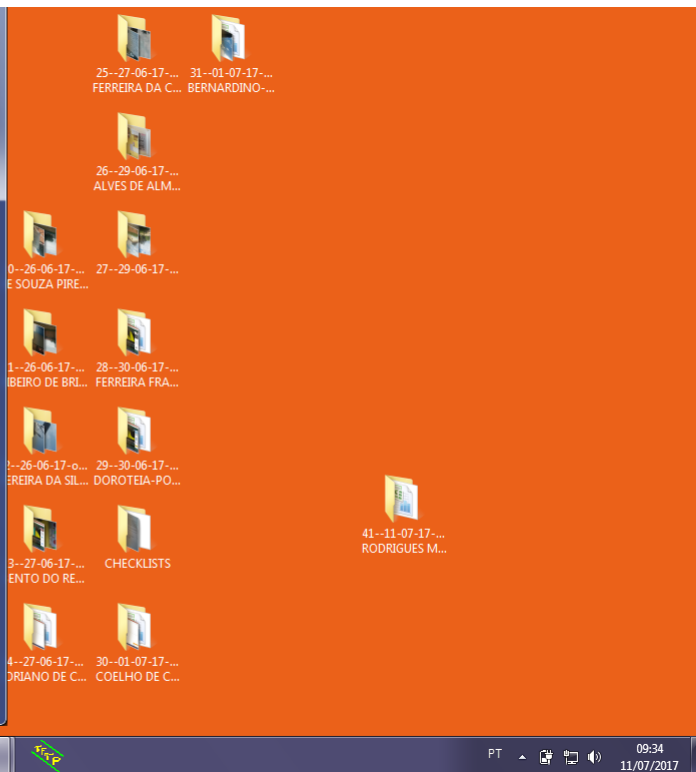 25--27-06-17-...
FERREIRA DA C...
31--01-07-17-...
BERNARDINO-...
26--29-06-17-...
ALVES DE ALM...
0--26-06-17-...
E SOUZA PIRE...
27--29-06-17-...
1--26-06-17-...
IBEIRO DE BRI...
28--30-06-17-...
FERREIRA FRA...
2--26-06-17-o...
EREIRA DA SIL...
29--30-06-17-...
DOROTEIA-PO...
41--11-07-17-...
RODRIGUES M...
3--27-06-17-...
ENTO DO RE...
CHECKLISTS
4--27-06-17-...
ORIANO DE C...
30--01-07-17-...
COELHO DE C...
PT
09:34
11/07/2017